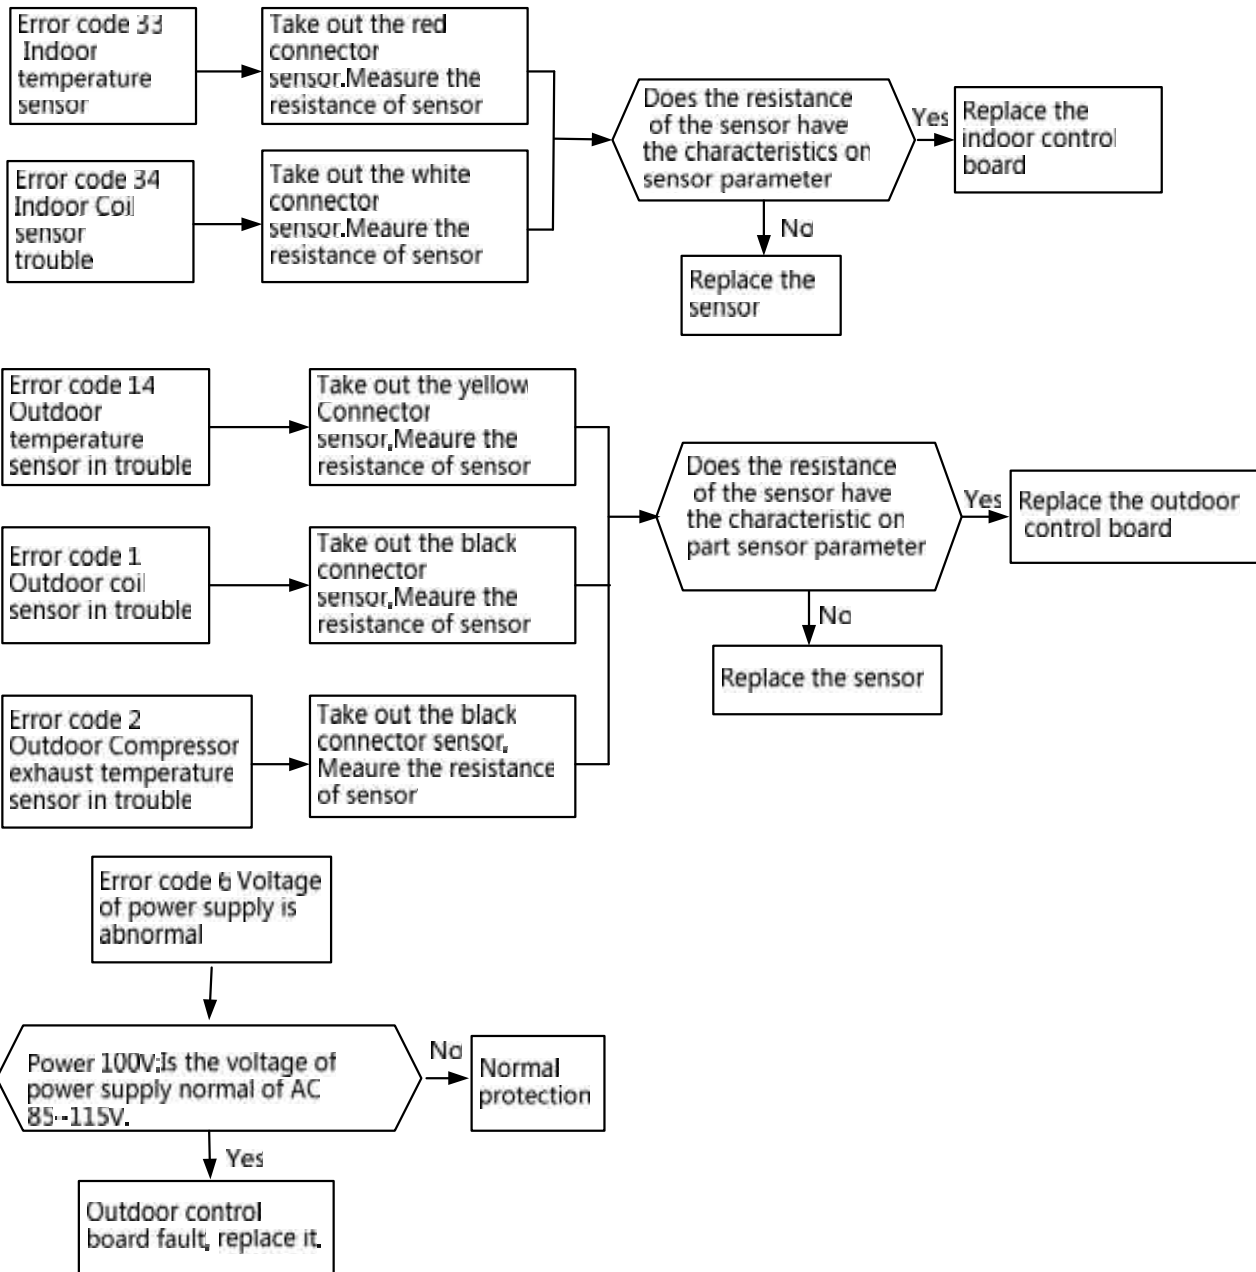 Error code 33
Indoor
temperature
sensor
Take out the red
connector
sensor.Measure the
resistance of sensor
Does the resistance
of the sensor have
the characteristics on
sensor parameter
Yes
Replace the
indoor control
board
Error code 34
Indoor Coil
sensor
trouble
Take out the white
connector
sensor.Meaure the
resistance of sensor
No
Replace the
sensor
Error code 14
Outdoor
temperature
sensor in trouble
Take out the yellow
Connector
sensor,Meaure the
resistance of sensor
Does the resistance
of the sensor have
the characteristic on
part sensor parameter
Yes
Replace the outdoor
control board
Error code 1
Outdoor coil
sensor in trouble
Take out the black
connector
sensor,Meaure the
resistance of sensor
No
Replace the sensor
Error code 2
Outdoor Compressor
exhaust temperature
sensor in trouble
Take out the black
connector sensor,
Meaure the resistance
of sensor
Error code 6 Voltage
of power supply is
abnormal
Power 100V:Is the voltage of
power supply normal of AC
85--115V.
No
Normal
protection
Yes
Outdoor control
board fault, replace it.